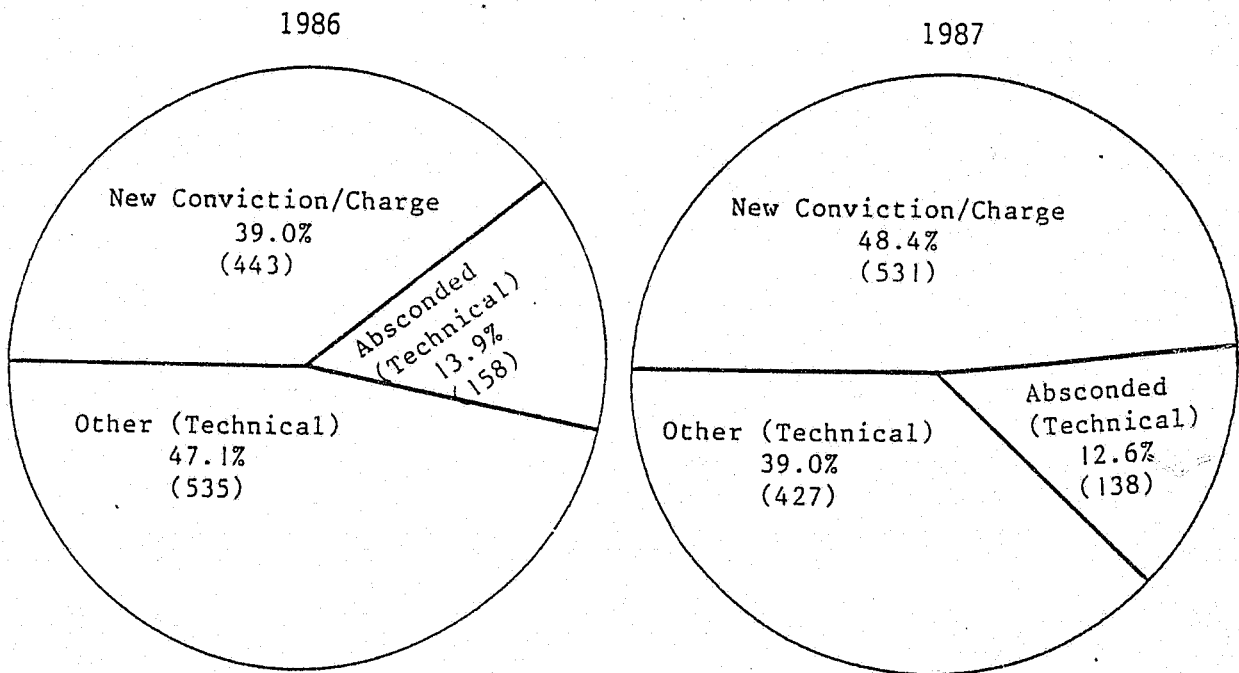 1986
New Conviction/Charge
39.0%
(443)
Absconded
(Technical)
13.9%
(158)
Other (Technical)
47.1%
(535)
1987
New Conviction/Charge
48.4%
(531)
Absconded
(Technical)
12.6%
(138)
Other (Technical)
39.0%
(427)